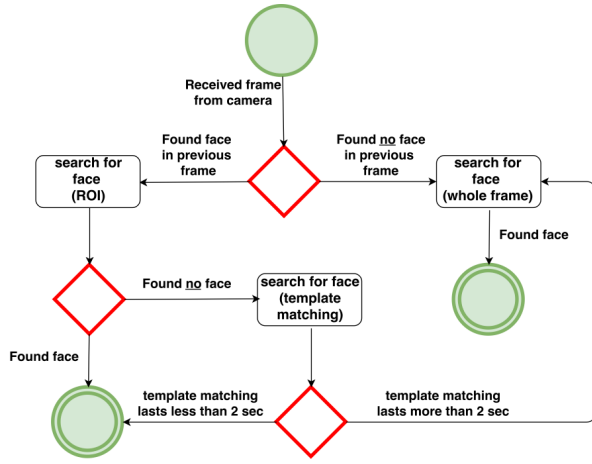 Received frame
from camera
Found face
in previous
frame
Found no face
in previous
frame
search for
face
(ROI)
search for
face
(whole frame)
Found face
Found no face
search for face
(template
matching)
Found face
template matching
lasts less than 2 sec
template matching
lasts more than 2 sec